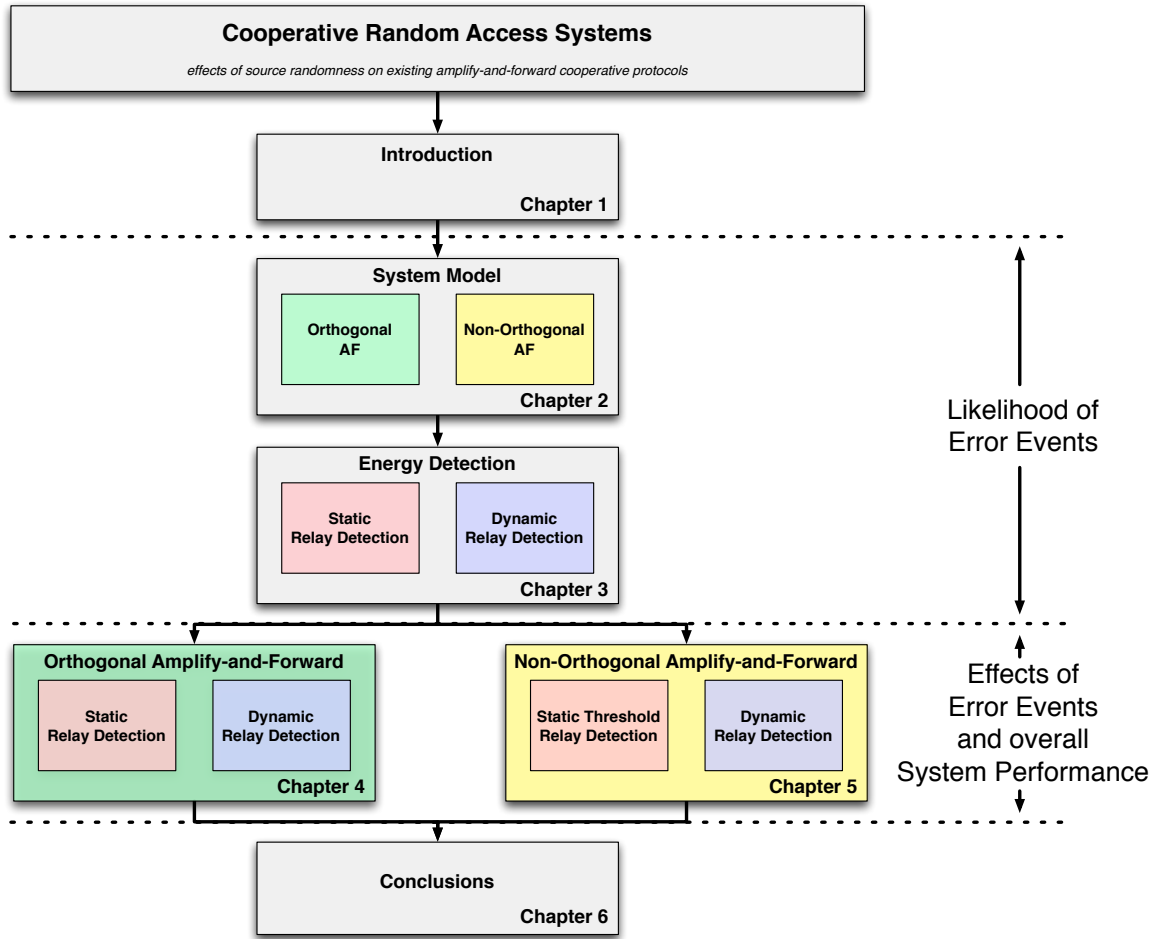 Cooperative Random Access Systems
effects of source randomness on existing amplify-and-forward cooperative protocols
Introduction
Chapter 1
System Model
Orthogonal
AF
Non-Orthogonal
AF
Chapter 2
Energy Detection
Static
Relay Detection
Dynamic
Relay Detection
Chapter 3
Likelihood of
Error Events
Orthogonal Amplify-and-Forward
Static
Relay Detection
Dynamic
Relay Detection
Chapter 4
Non-Orthogonal Amplify-and-Forward
Static Threshold
Relay Detection
Dynamic
Relay Detection
Chapter 5
Effects of
Error Events
and overall
System Performance
Conclusions
Chapter 6